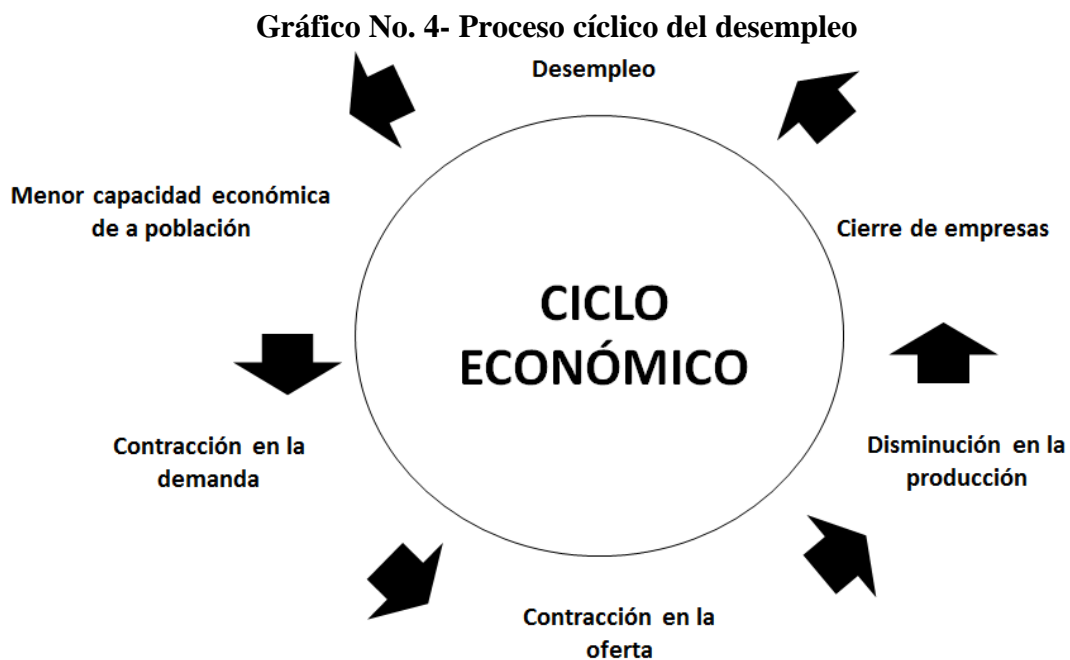 Gráfico No. 4- Proceso cíclico del desempleo
Desempleo
Menor capacidad económica
de a población
Cierre de empresas
CICLO
ECONÓMICO
Contracción en la
demanda
Disminución en la
producción
Contracción en la
oferta